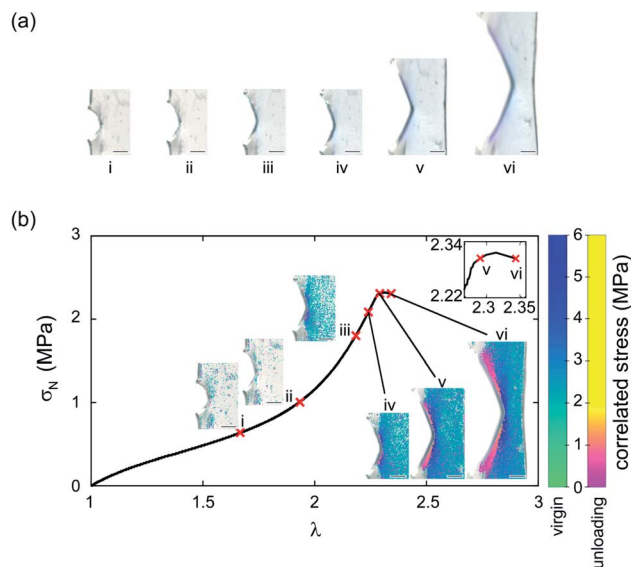 (a)
i ii iii iv v vi
(b)
3
2
1
0
σN (MPa)
1 1.5 2 2.5 3
λ
i
ii
iii
iv
v
vi
2.34
2.22
2.3 2.35
v vi
6
5
4
3
2
1
0
virgin
unloading
correlated stress (MPa)